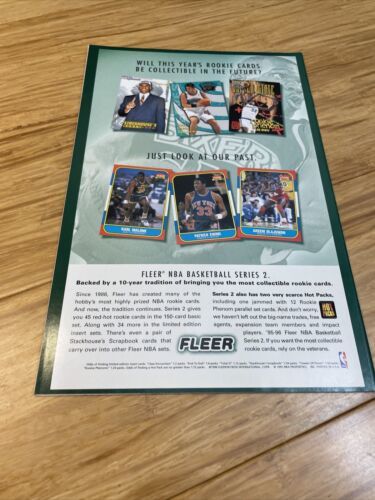 WILL THIS YEAR'S ROOKIE CARDS
BE COLLECTIBLE IN THE FUTURE?
JUST LOOK AT OUR PAST.
KARL MALONE
PATRICK EWING
33
AKEEM OLAJUWON
FLEER® NBA BASKETBALL SERIES 2.
Backed by a 10-year tradition of bringing you the most collectible rookie cards.
Since 1986, Fleer has created many of the
hobby's most highly prized NBA rookie cards.
And now, the tradition continues. Series 2 gives
you 45 red-hot rookie cards in the 150-card basic
set. Along with 34 more in the limited edition
insert sets. There's even a pair of
Stackhouse's Scrapbook cards that
carry over into other Fleer NBA sets.
Series 2 also has two very scarce Hot Packs,
including one jammed with 12 Rookie
Phenom parallel set cards. And don't worry,
we haven't left out the big-name trades, free
agents, expansion team members and impact
players. '95-96 Fleer NBA Basketball
Series 2. If you want the most collectible
rookie cards, rely on the veterans.
FLEER